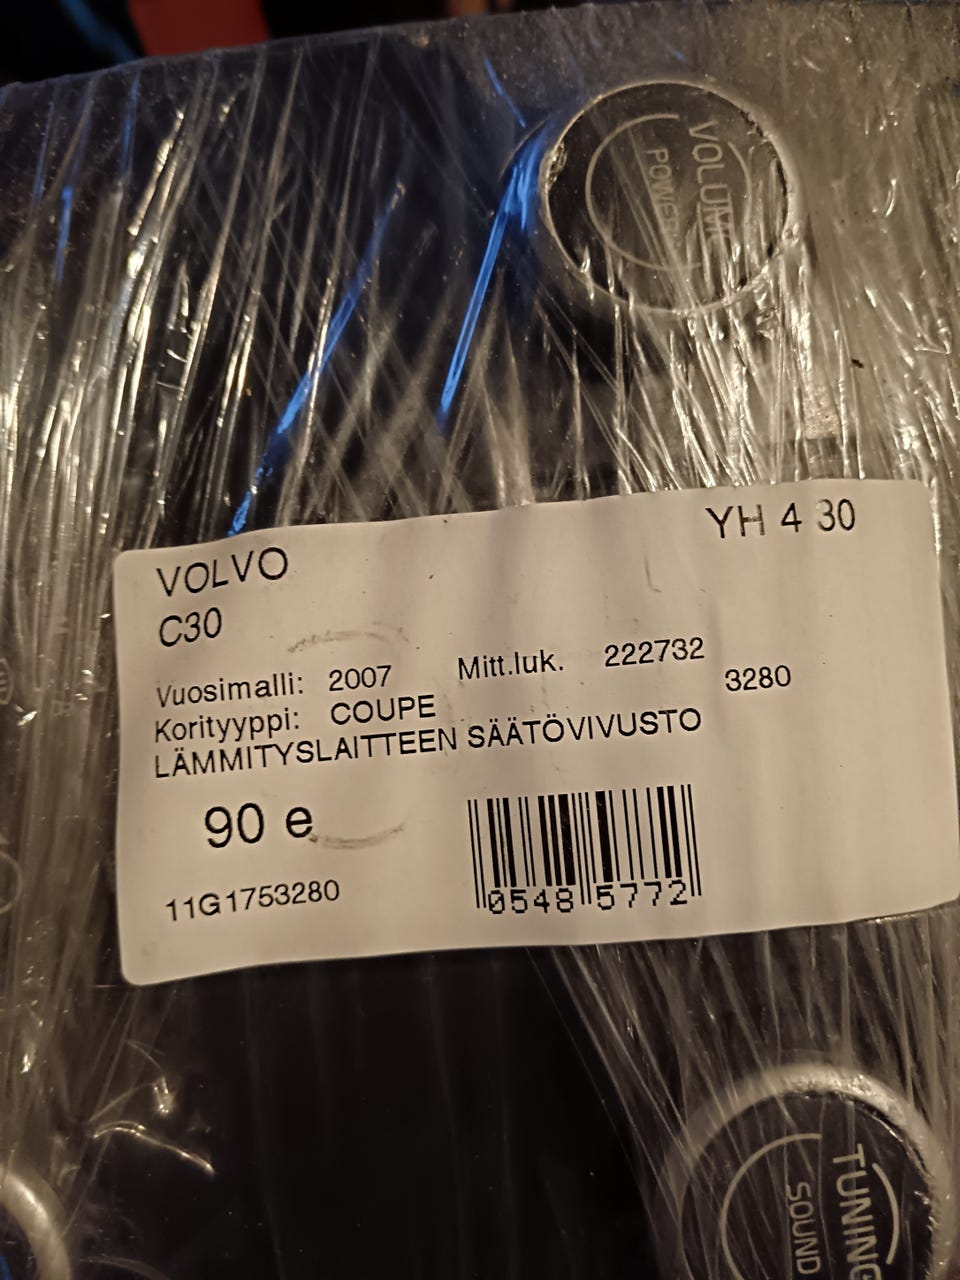 VOLUME
POWER
YH 4 30
VOLVO
C30
Vuosimalli: 2007 Mitt.luk. 222732
3280
Korityyppi: COUPE
LÄMMITYSLAITTEEN SÄÄTÖVIVUSTO
90 e
11G1753280
0548 5772
TUNING
SOUND